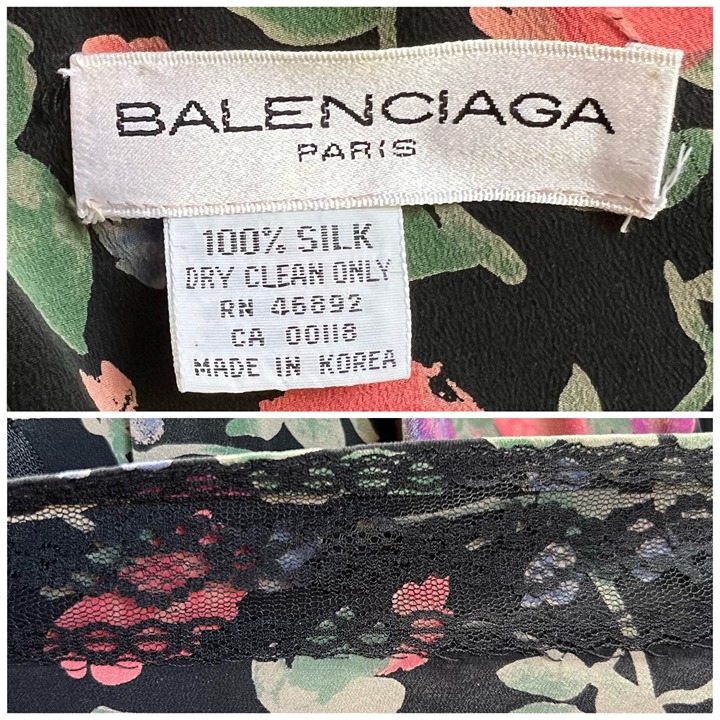 BALENCIAGA
PARIS
100% SILK
DRY CLEAN ONLY
RN 46892
CA 00118
MADE IN KOREA